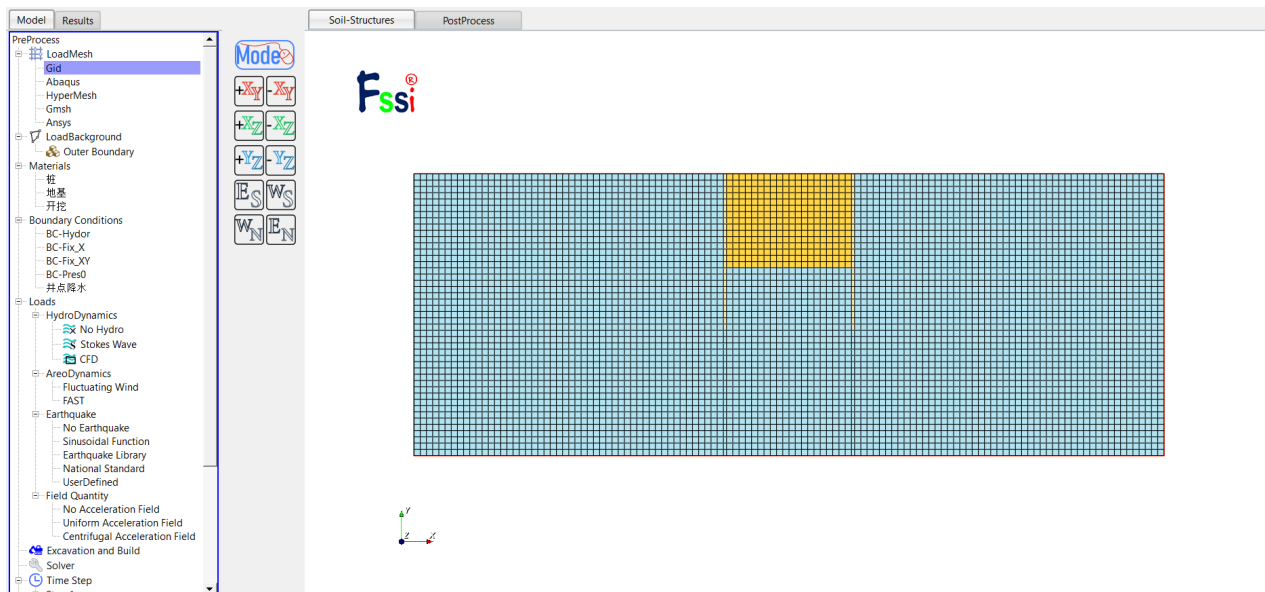 Model Results
Soil-Structures PostProcess
PreProcess
LoadMesh
Gid
Abaqus
HyperMesh
Gmsh
Ansys
LoadBackground
Outer Boundary
Materials
桩
地基
开挖
Boundary Conditions
BC-Hydor
BC-Fix_X
BC-Fix_XY
BC-Pres0
井点降水
Loads
HydroDynamics
No Hydro
Stokes Wave
CFD
AreoDynamics
Fluctuating Wind
FAST
Earthquake
No Earthquake
Sinusoidal Function
Earthquake Library
National Standard
UserDefined
Field Quantity
No Acceleration Field
Uniform Acceleration Field
Centrifugal Acceleration Field
Excavation and Build
Solver
Time Step
Mode
+XY -XY
+XZ -XZ
+YZ -YZ
ES WS
WN EN
Fssi®
Y
Z X